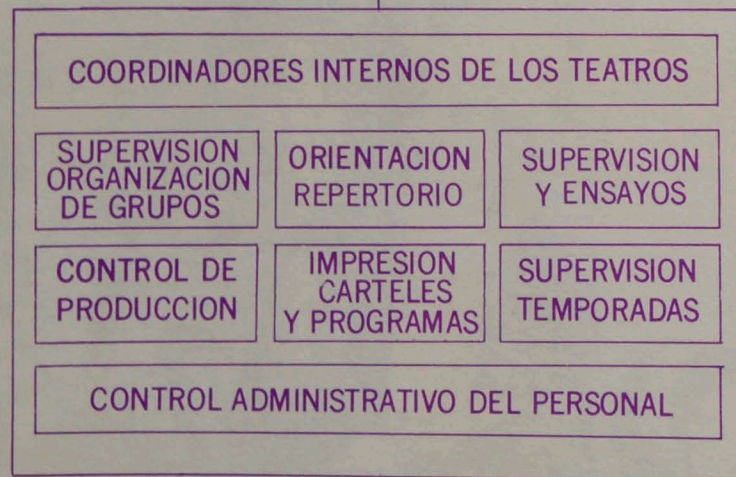 COORDINADORES INTERNOS DE LOS TEATROS
SUPERVISION
ORGANIZACION
DE GRUPOS
ORIENTACION
REPERTORIO
SUPERVISION
Y ENSAYOS
CONTROL DE
PRODUCCION
IMPRESION
CARTELES
Y PROGRAMAS
SUPERVISION
TEMPORADAS
CONTROL ADMINISTRATIVO DEL PERSONAL